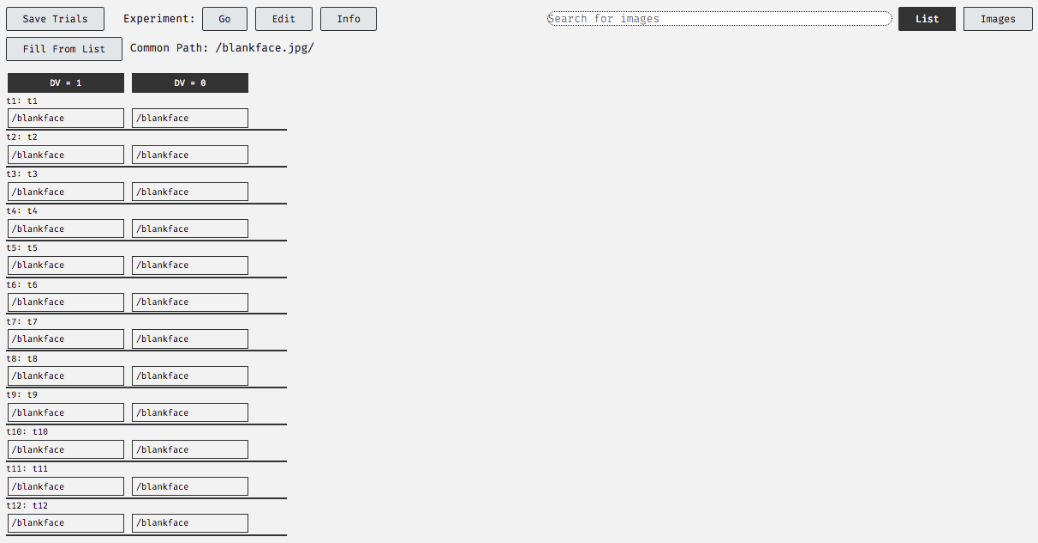 Save Trials Experiment: Go Edit Info Search for images List Images
Fill From List Common Path: /blankface.jpg/
DV = 1 DV = 0
t1: t1
/blankface /blankface
t2: t2
/blankface /blankface
t3: t3
/blankface /blankface
t4: t4
/blankface /blankface
t5: t5
/blankface /blankface
t6: t6
/blankface /blankface
t7: t7
/blankface /blankface
t8: t8
/blankface /blankface
t9: t9
/blankface /blankface
t10: t10
/blankface /blankface
t11: t11
/blankface /blankface
t12: t12
/blankface /blankface